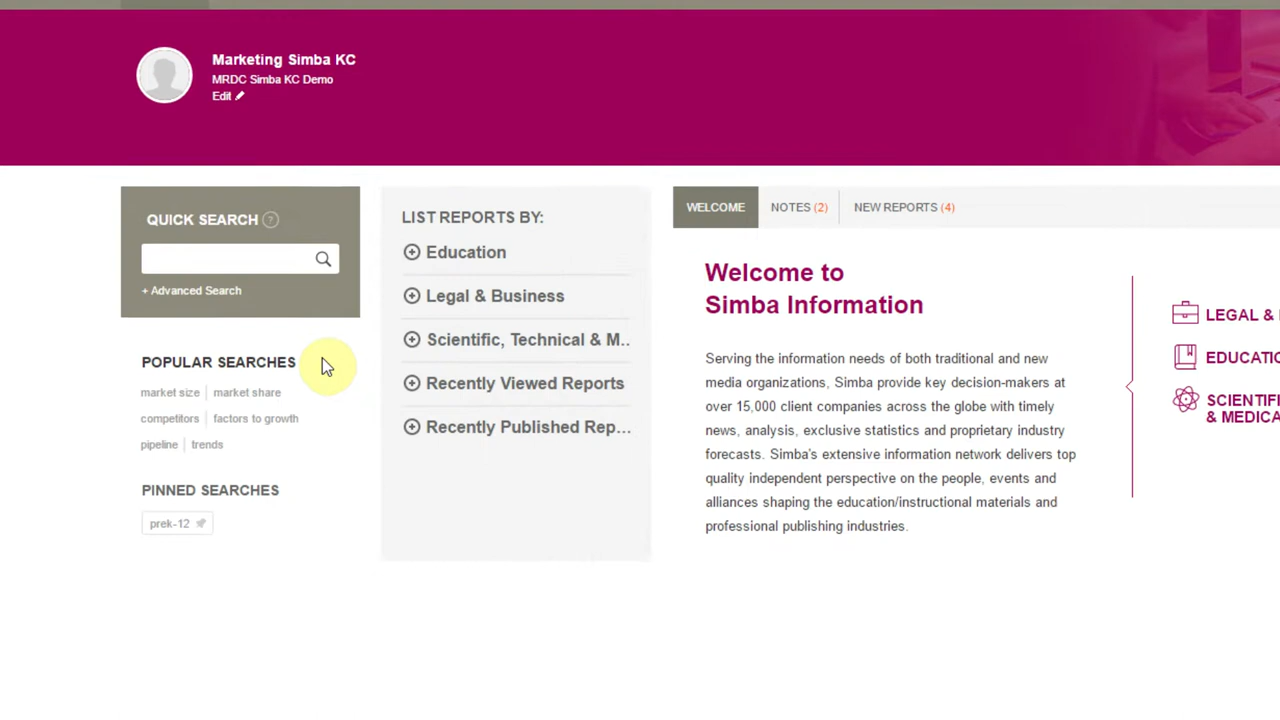 Marketing Simba KC
MRDC Simba KC Demo
Edit
QUICK SEARCH ?
+ Advanced Search
POPULAR SEARCHES
market size | market share
competitors | factors to growth
pipeline | trends
PINNED SEARCHES
prek-12
LIST REPORTS BY:
Education
Legal & Business
Scientific, Technical & M..
Recently Viewed Reports
Recently Published Rep...
WELCOME NOTES (2) NEW REPORTS (4)
Welcome to
Simba Information
Serving the information needs of both traditional and new
media organizations, Simba provide key decision-makers at
over 15,000 client companies across the globe with timely
news, analysis, exclusive statistics and proprietary industry
forecasts. Simba's extensive information network delivers top
quality independent perspective on the people, events and
alliances shaping the education/instructional materials and
professional publishing industries.
LEGAL &
EDUCATIO
SCIENTIFI
& MEDICA